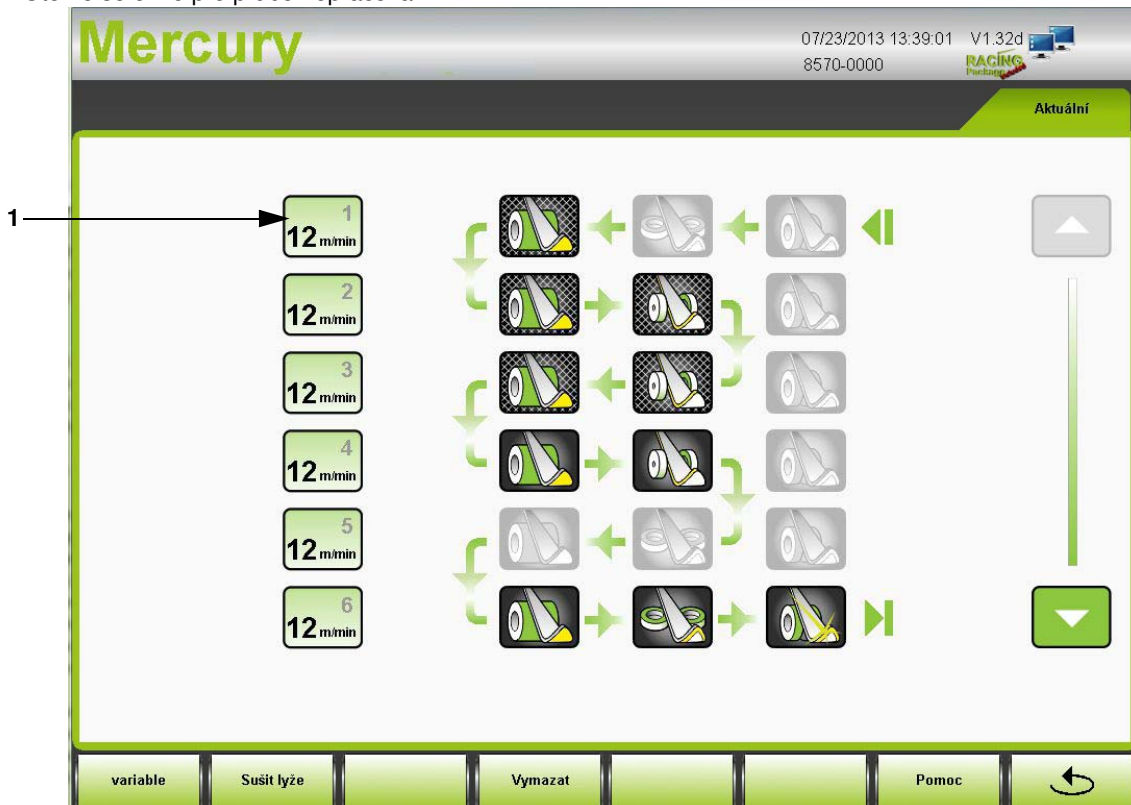 Mercury
07/23/2013 13:39:01 V1.32d
8570-0000
RACING
Package
Aktuální
1
1
12 m/min
2
12 m/min
3
12 m/min
4
12 m/min
5
12 m/min
6
12 m/min
variable
Sušit lyže
Vymazat
Pomoc